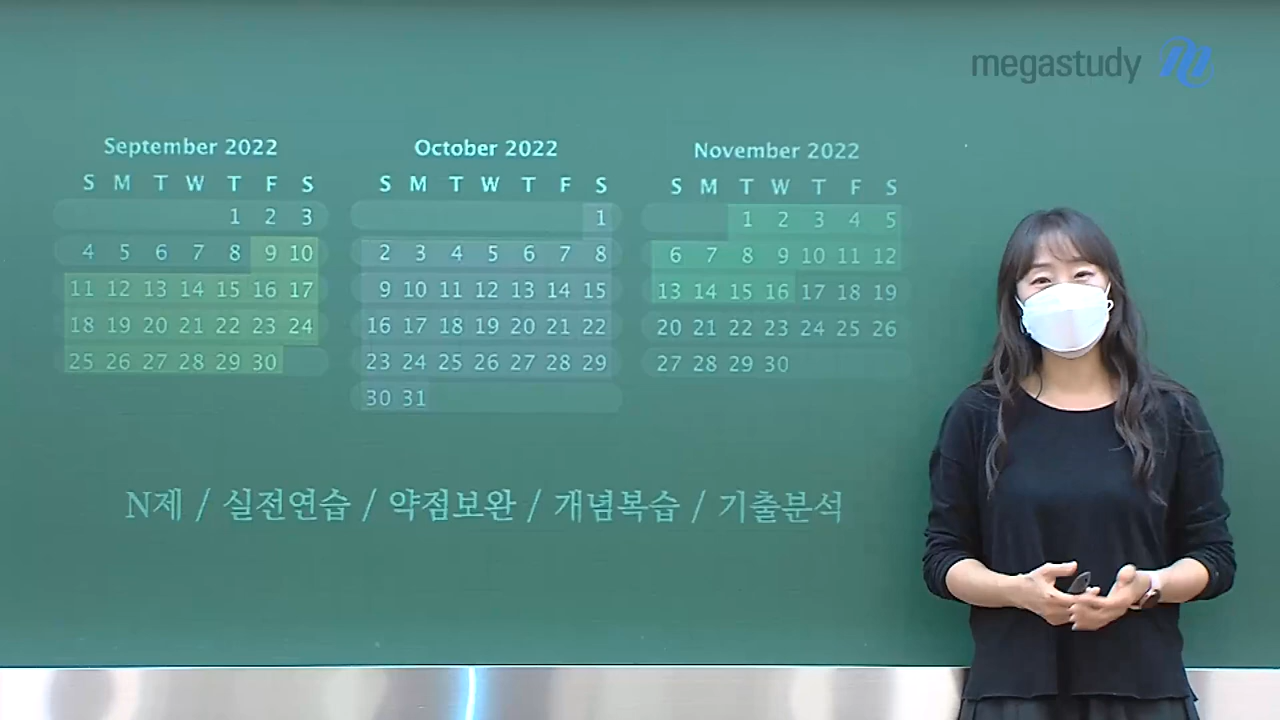 megastudy
September 2022
S M T W T F S
1 2 3
4 5 6 7 8 9 10
11 12 13 14 15 16 17
18 19 20 21 22 23 24
25 26 27 28 29 30
October 2022
S M T W T F S
1
2 3 4 5 6 7 8
9 10 11 12 13 14 15
16 17 18 19 20 21 22
23 24 25 26 27 28 29
30 31
November 2022
S M T W T F S
1 2 3 4 5
6 7 8 9 10 11 12
13 14 15 16 17 18 19
20 21 22 23 24 25 26
27 28 29 30
N제 / 실전연습 / 약점보완 / 개념복습 / 기출분석